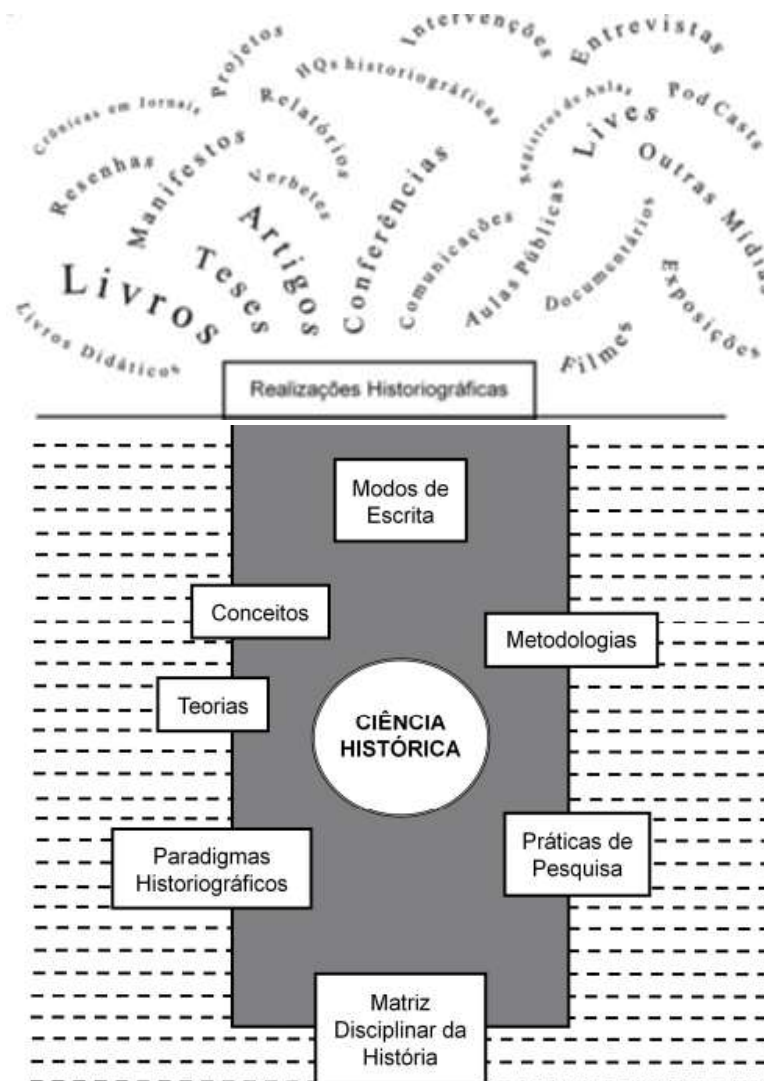 Intervenções
Entrevistas
Projetos
HQs historiográficas
Crônicas em Jornais
Relatórios
Registros de Aulas
Pod Casts
Lives
Resenhas
Manifestos
Verbetes
Outras Mídias
Artigos
Conferências
Comunicações
Aulas Públicas
Documentários
Livros
Teses
Exposições
Livros Didáticos
Filmes
Realizações Historiográficas
Modos de
Escrita
Conceitos
Metodologias
Teorias
CIÊNCIA
HISTÓRICA
Paradigmas
Historiográficos
Práticas de
Pesquisa
Matriz
Disciplinar da
História